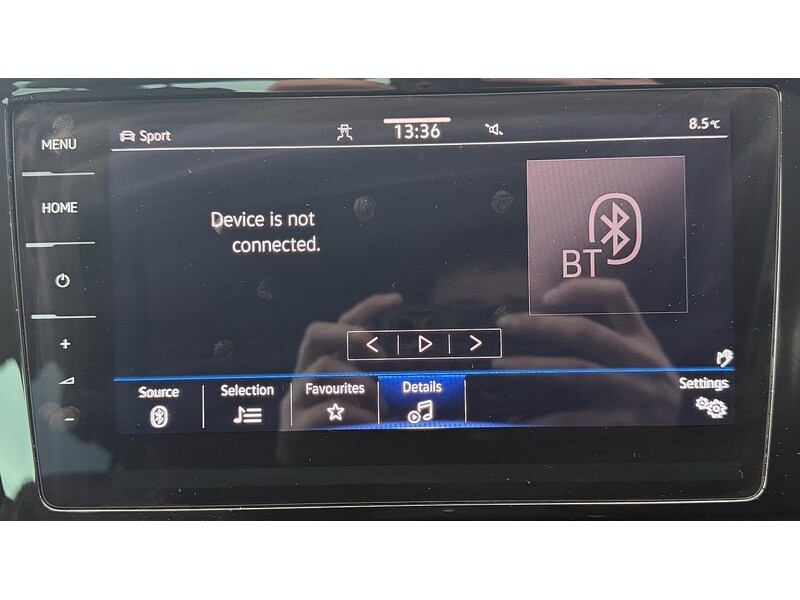 MENU
HOME
+
−
Sport
13:36
8.5°C
Device is not
connected.
BT
Source
Selection
Favourites
Details
Settings